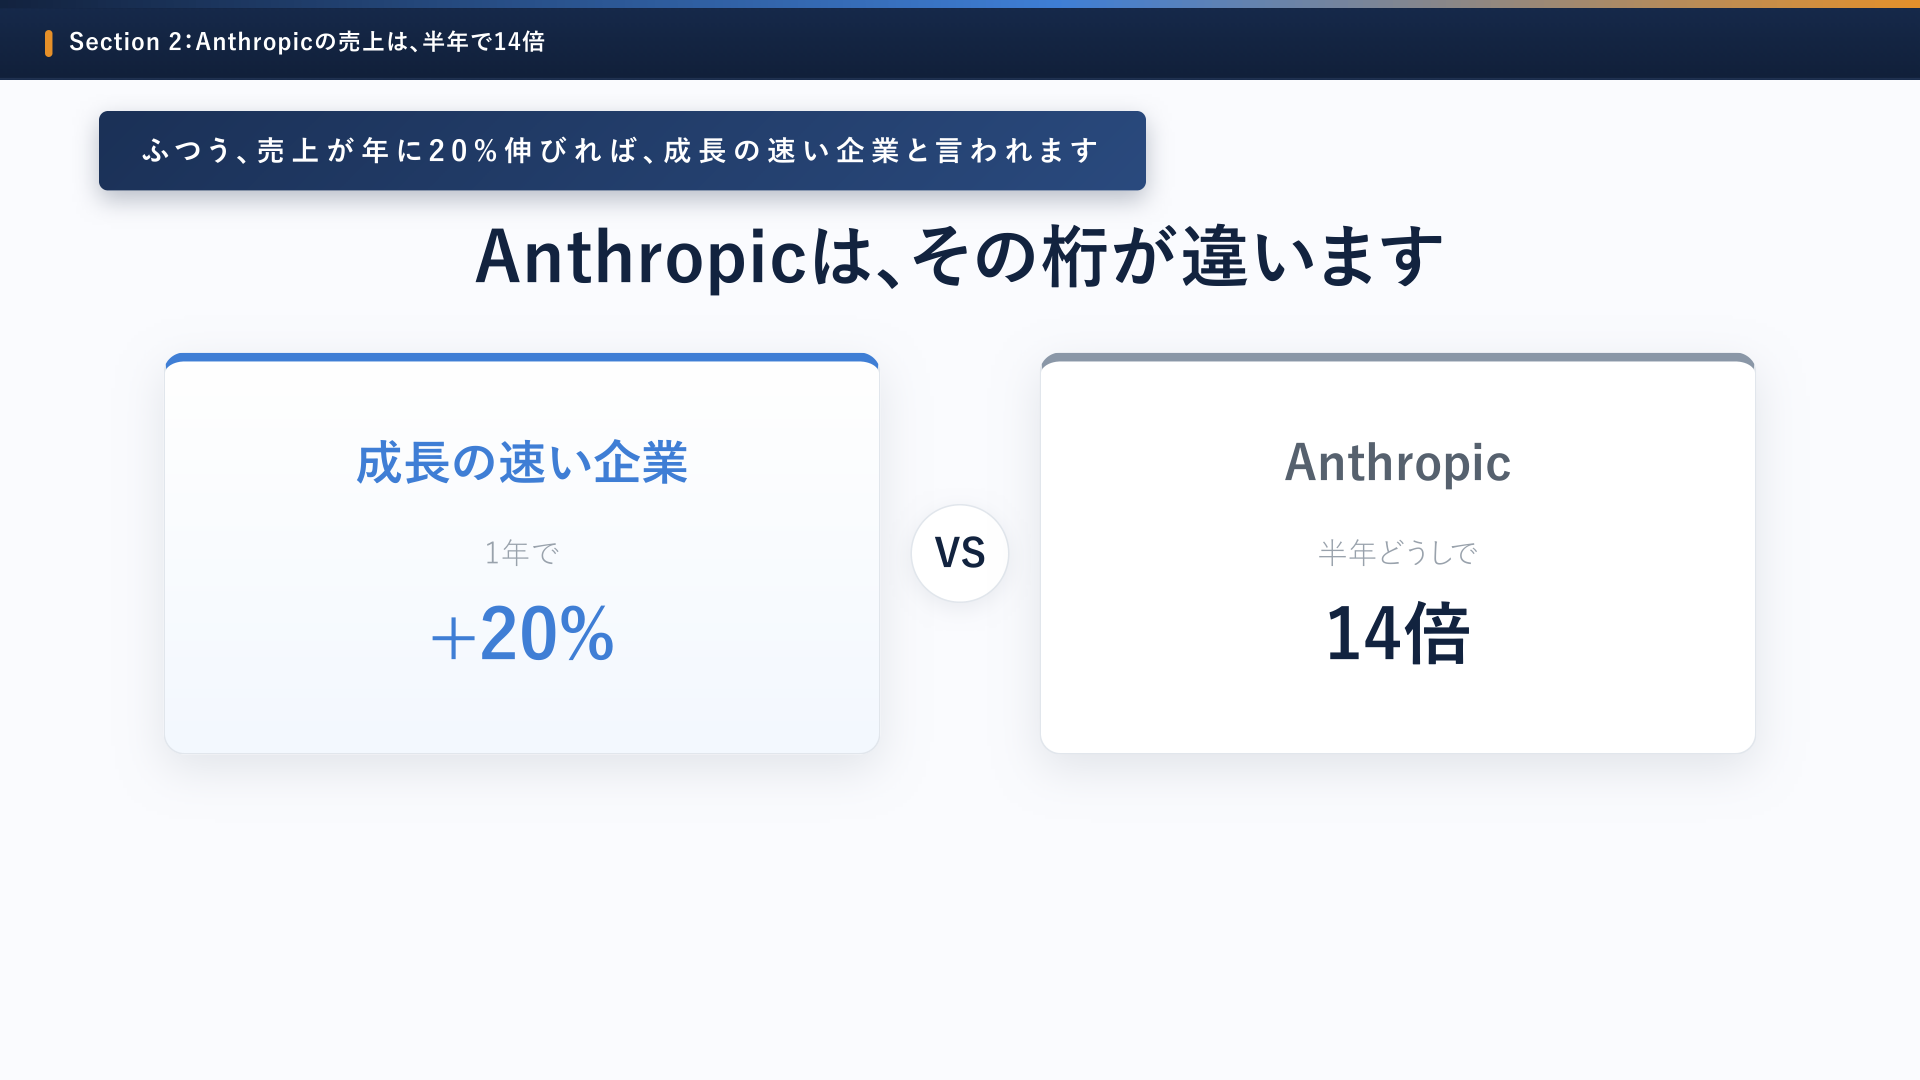 Section 2：Anthropicの売上は、半年で14倍
ふつう、売上が年に20%伸びれば、成長の速い企業と言われます
Anthropicは、その桁が違います
成長の速い企業
1年で
＋20%
VS
Anthropic
半年どうしで
14倍